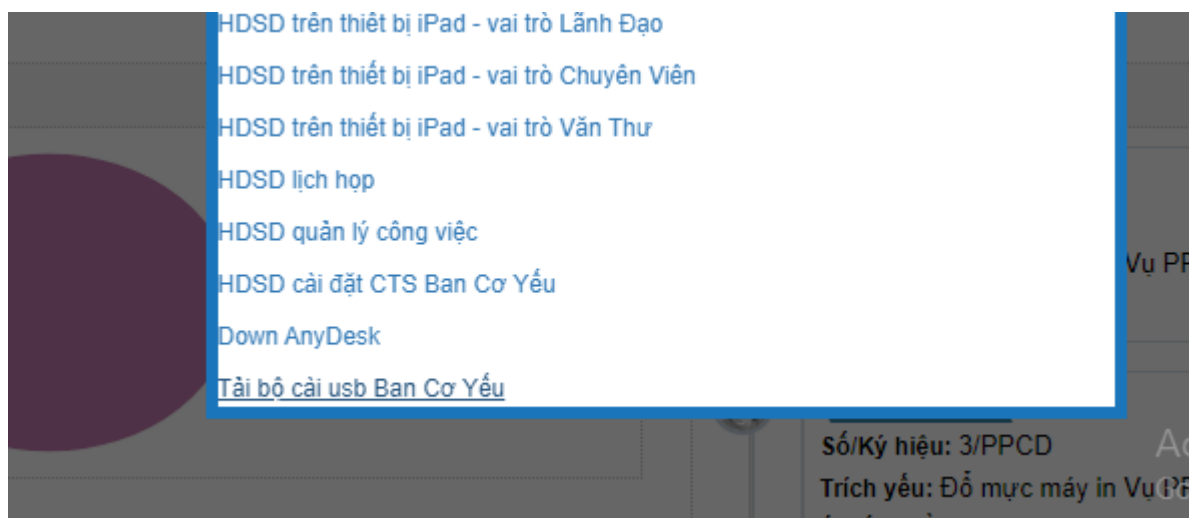 HDSD trên thiết bị iPad - vai trò Lãnh Đạo
HDSD trên thiết bị iPad - vai trò Chuyên Viên
HDSD trên thiết bị iPad - vai trò Văn Thư
HDSD lịch họp
HDSD quản lý công việc
Vụ PP
HDSD cài đặt CTS Ban Cơ Yếu
Down AnyDesk
Tải bộ cài usb Ban Cơ Yếu
Số/Ký hiệu: 3/PPCD
Trích yếu: Đổ mực máy in Vụ PP